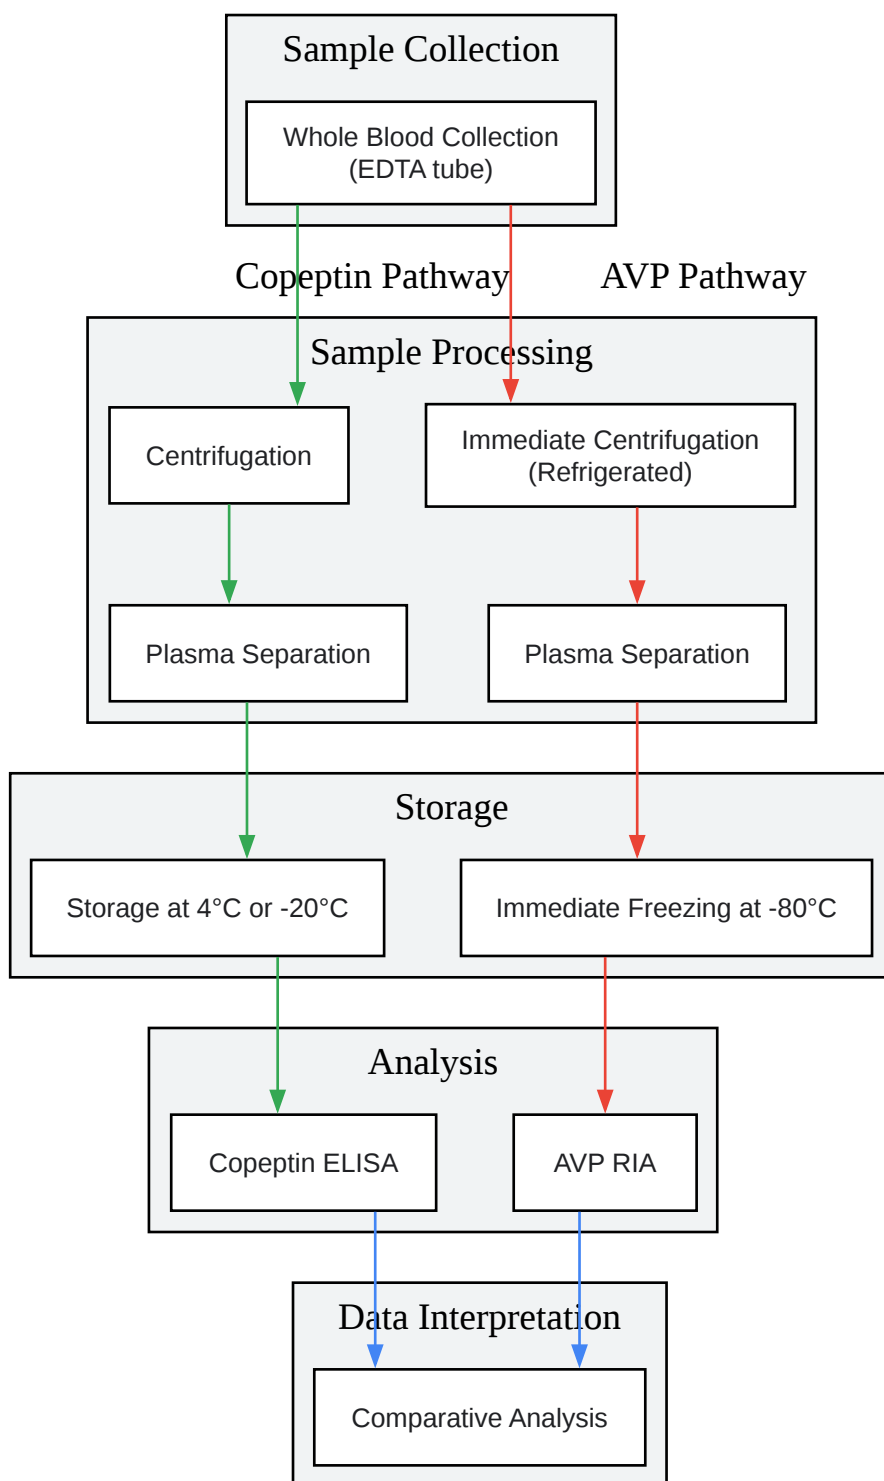 Sample Collection
Whole Blood Collection
(EDTA tube)
Copeptin Pathway
AVP Pathway
Sample Processing
Centrifugation
Immediate Centrifugation
(Refrigerated)
Plasma Separation
Plasma Separation
Storage
Storage at 4°C or -20°C
Immediate Freezing at -80°C
Analysis
Copeptin ELISA
AVP RIA
Data Interpretation
Comparative Analysis